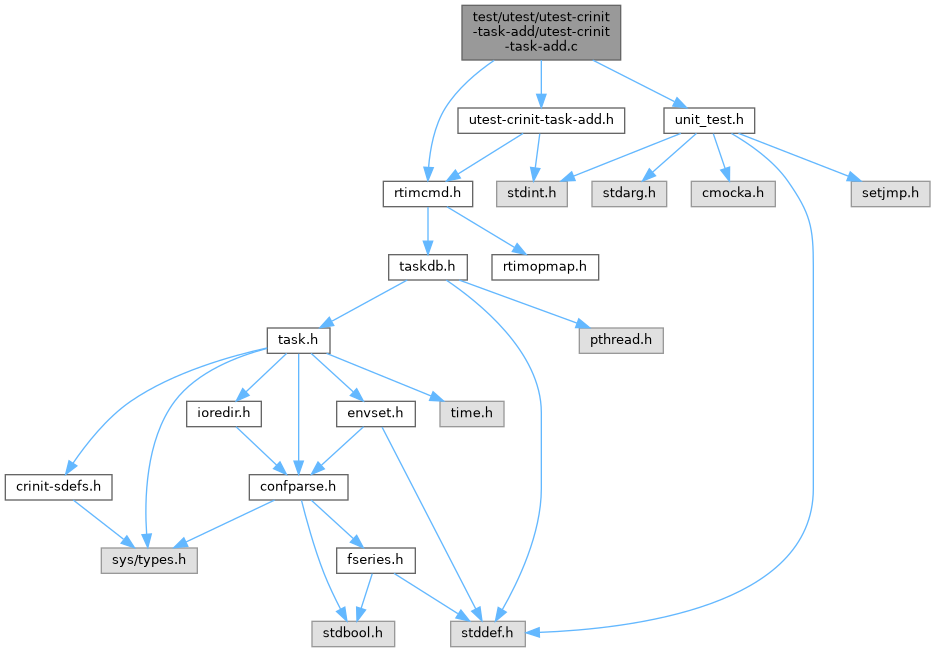 test/utest/utest-crinit
-task-add/utest-crinit
-task-add.c
utest-crinit-task-add.h
unit_test.h
rtimcmd.h
stdint.h
stdarg.h
cmocka.h
setjmp.h
taskdb.h
rtimopmap.h
task.h
pthread.h
ioredir.h
envset.h
time.h
crinit-sdefs.h
confparse.h
sys/types.h
fseries.h
stdbool.h
stddef.h